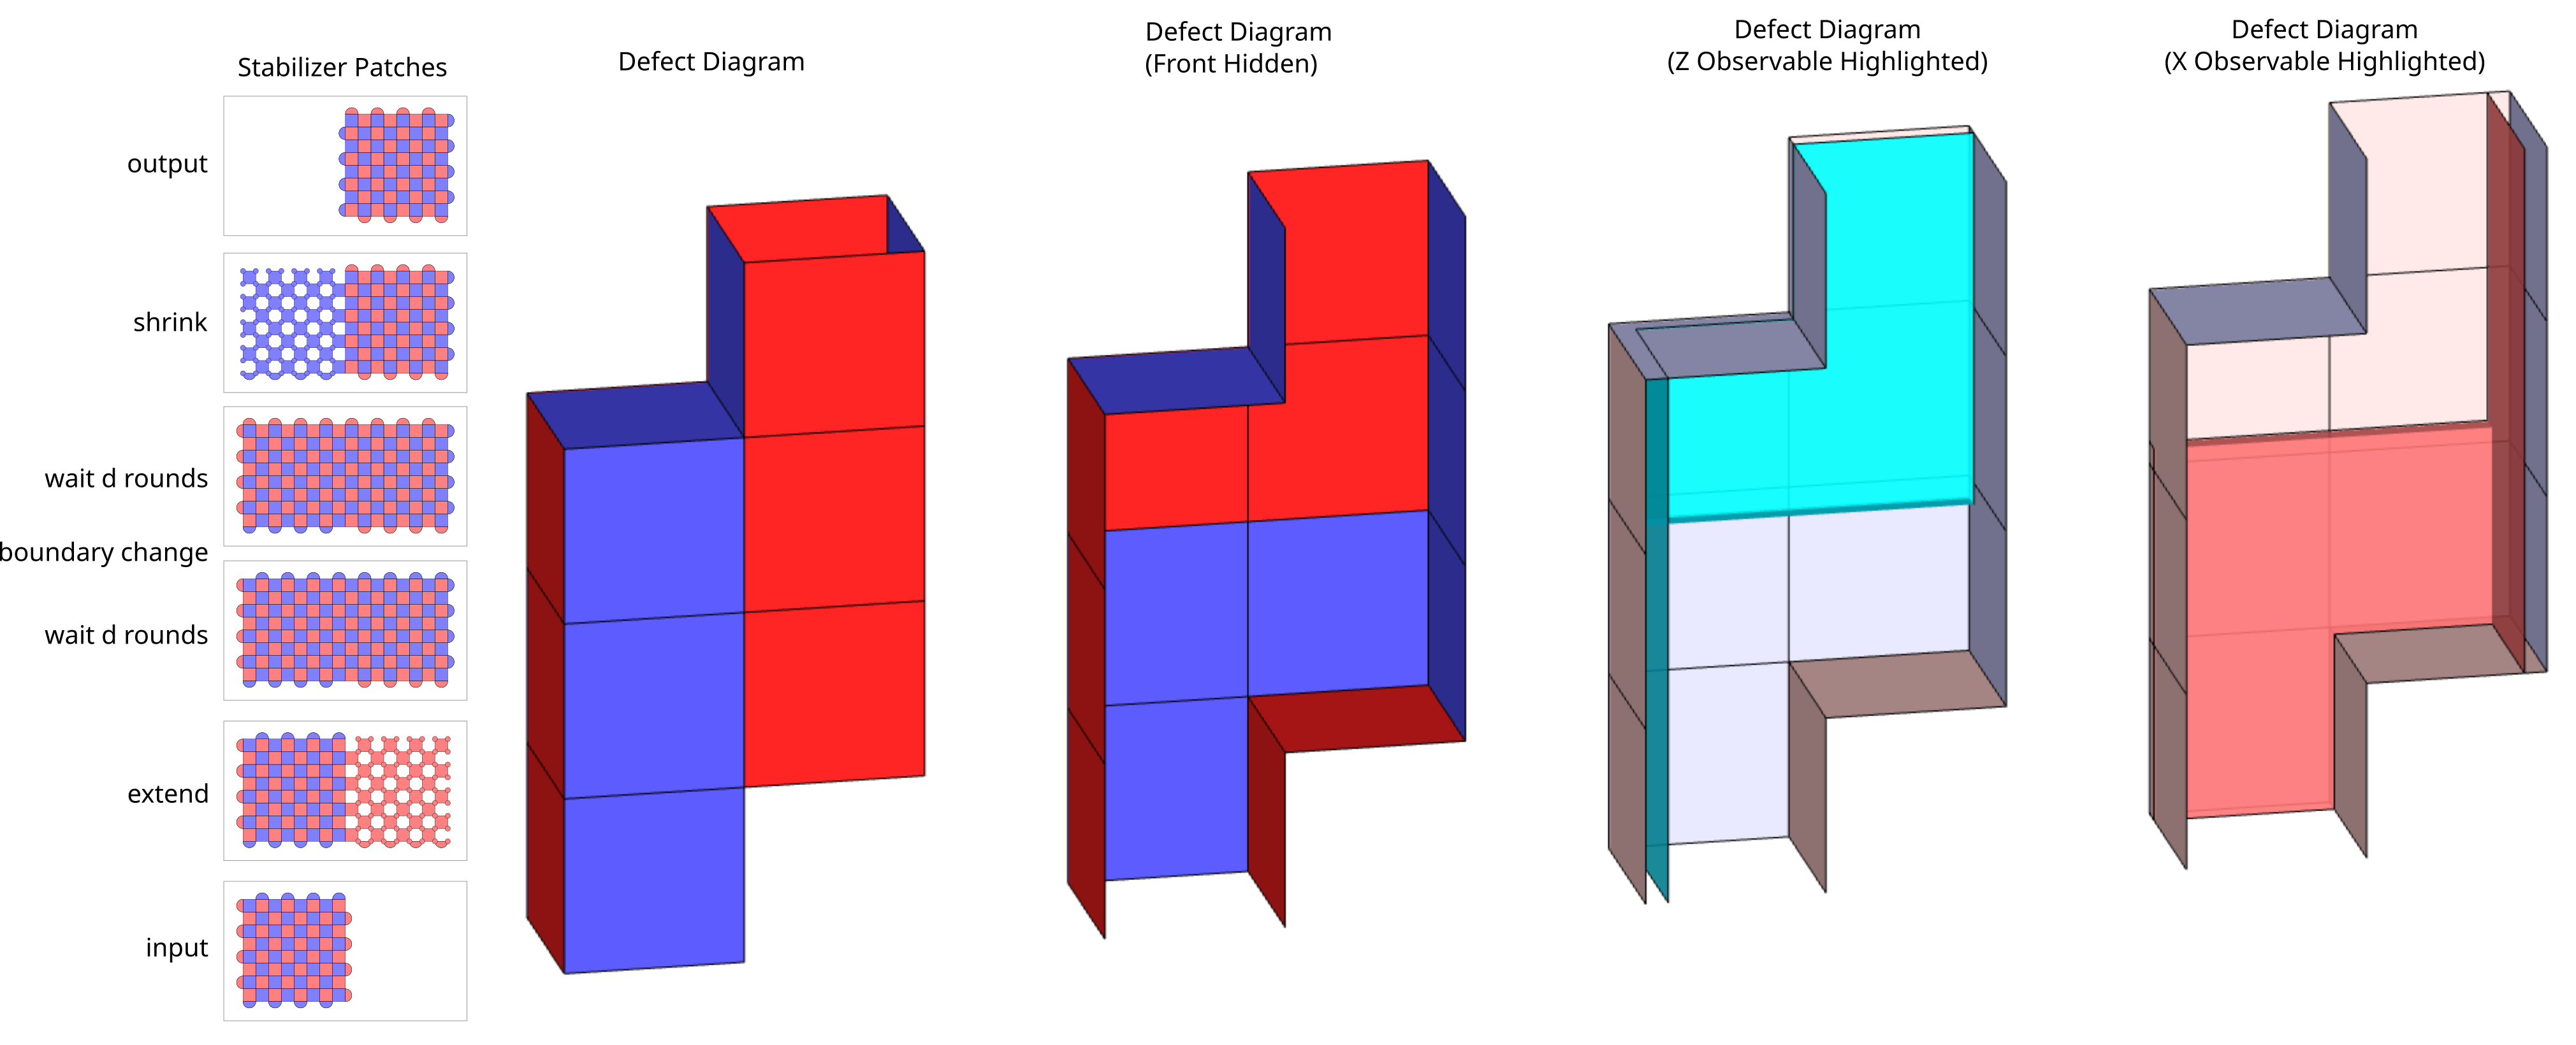 Stabilizer Patches
output
shrink
wait d rounds
boundary change
wait d rounds
extend
input
Defect Diagram
Defect Diagram
(Front Hidden)
Defect Diagram
(Z Observable Highlighted)
Defect Diagram
(X Observable Highlighted)